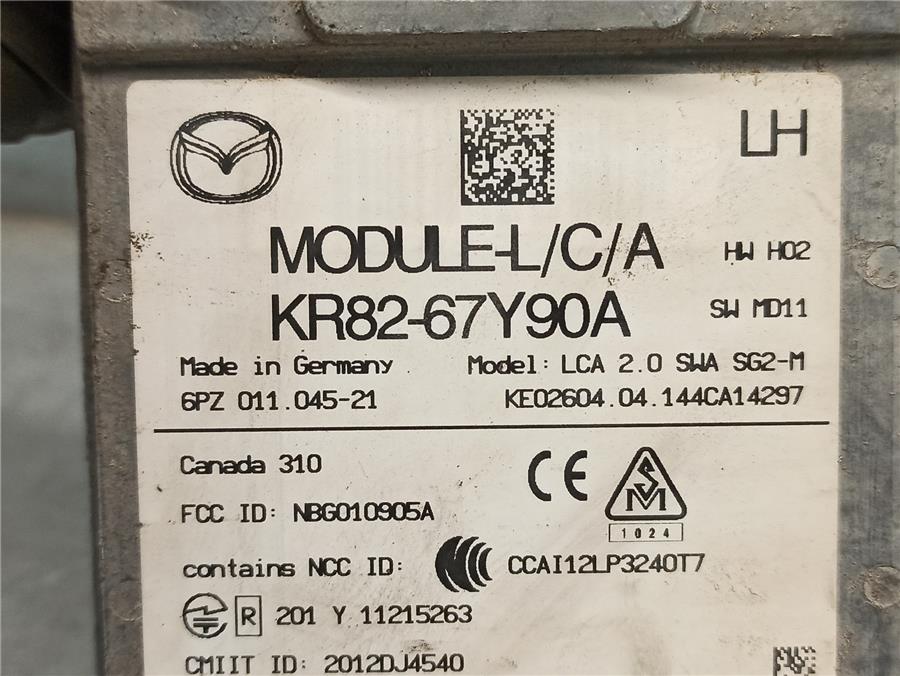 LH
MODULE-L/C/A HW H02
KR82-67Y90A SW MD11
Made in Germany Model: LCA 2.0 SWA SG2-M
6PZ 011.045-21 KE02604.04.144CA14297
Canada 310
CE
SM
1024
FCC ID: NBG010905A
contains NCC ID: CCAI12LP3240T7
R 201 Y 11215263
CMIIT ID: 2012DJ4540